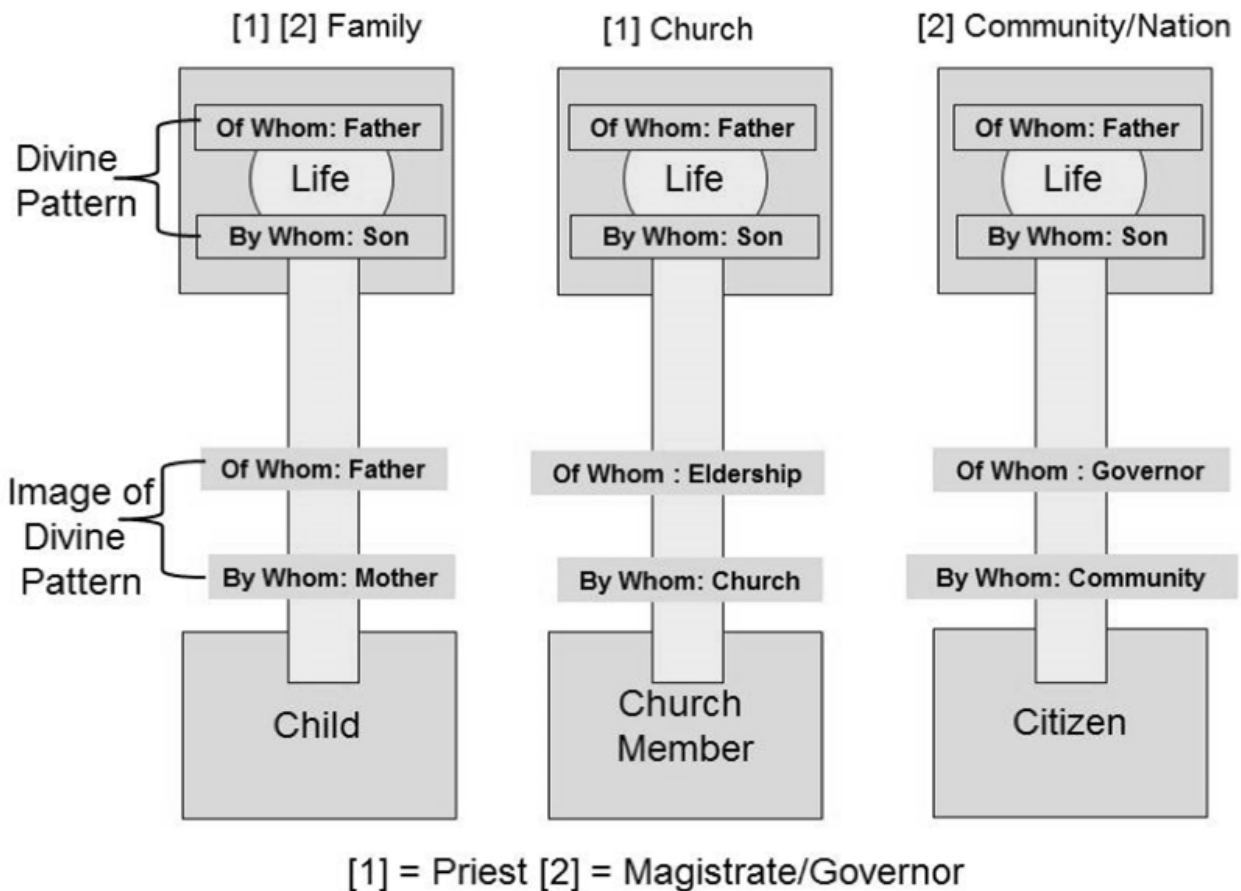 [1] [2] Family
[1] Church
[2] Community/Nation
Divine
Pattern
Of Whom: Father
Life
By Whom: Son
Of Whom: Father
Life
By Whom: Son
Of Whom: Father
Life
By Whom: Son
Image of
Divine
Pattern
Of Whom: Father
By Whom: Mother
Of Whom : Eldership
By Whom: Church
Of Whom : Governor
By Whom: Community
Child
Church
Member
Citizen
[1] = Priest [2] = Magistrate/Governor